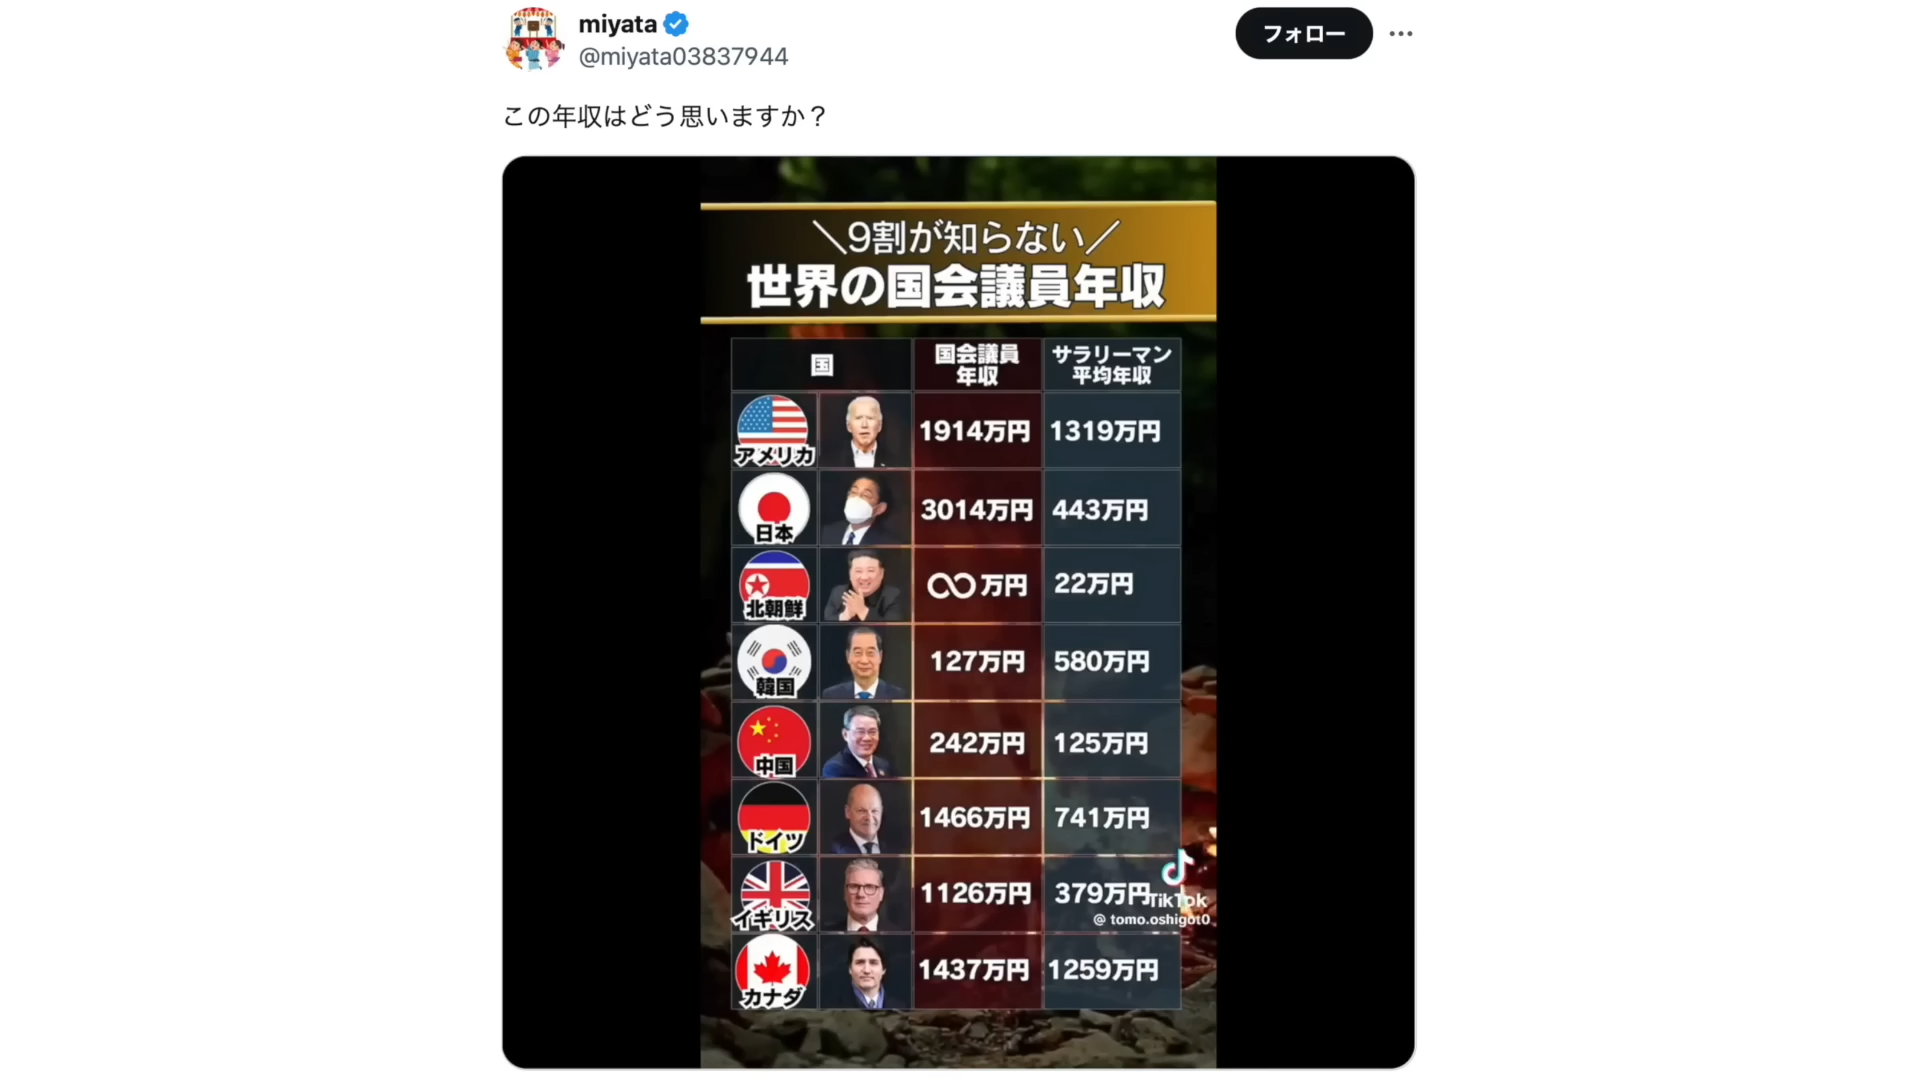 miyata
@miyata03837944
フォロー
この年収はどう思いますか？
＼9割が知らない／
世界の国会議員年収
国 国会議員年収 サラリーマン平均年収
アメリカ 1914万円 1319万円
日本 3014万円 443万円
北朝鮮 ∞万円 22万円
韓国 127万円 580万円
中国 242万円 125万円
ドイツ 1466万円 741万円
イギリス 1126万円 379万円
TikTok
@tomo.oshigot0
カナダ 1437万円 1259万円